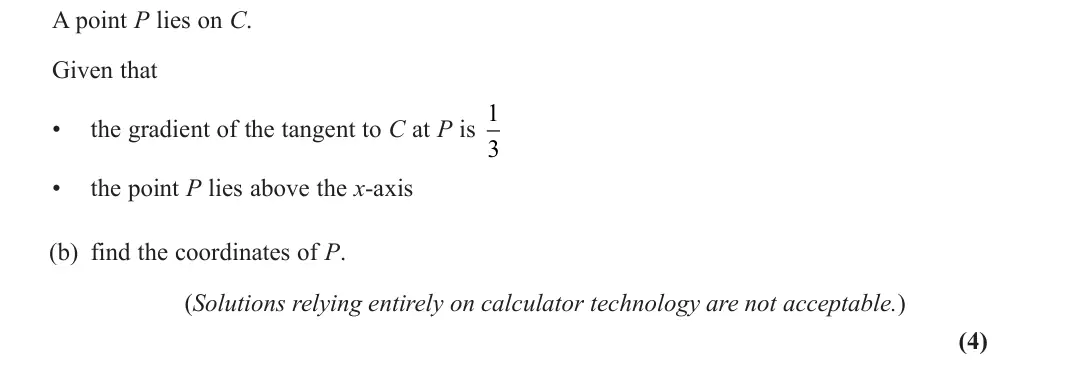 A point P lies on C.
Given that
• the gradient of the tangent to C at P is 1/3
• the point P lies above the x-axis
(b) find the coordinates of P.
(Solutions relying entirely on calculator technology are not acceptable.)
(4)